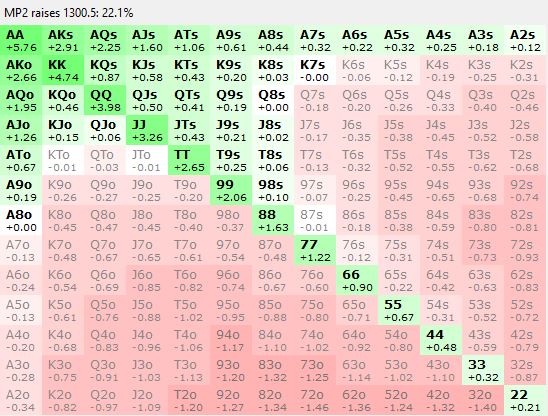 MP2 raises 1300.5: 22.1%
AA AKs AQs AJs ATs A9s A8s A7s A6s A5s A4s A3s A2s
+5.76 +2.91 +2.25 +1.60 +1.06 +0.61 +0.44 +0.32 +0.22 +0.32 +0.25 +0.18 +0.12
AKo KK KQs KJs KTs K9s K8s K7s K6s K5s K4s K3s K2s
+2.66 +4.74 +0.87 +0.58 +0.43 +0.20 +0.03 -0.00 -0.06 -0.12 -0.19 -0.25 -0.31
AQo KQo QQ QJs QTs Q9s Q8s Q7s Q6s Q5s Q4s Q3s Q2s
+1.95 +0.46 +3.98 +0.50 +0.41 +0.19 +0.00 -0.18 -0.20 -0.26 -0.33 -0.40 -0.46
AJo KJo QJo JJ JTs J9s J8s J7s J6s J5s J4s J3s J2s
+1.26 +0.15 +0.06 +3.26 +0.43 +0.21 +0.02 -0.17 -0.35 -0.38 -0.45 -0.52 -0.58
ATo KTo QTo JTo TT T9s T8s T7s T6s T5s T4s T3s T2s
+0.67 -0.01 -0.03 -0.01 +2.65 +0.25 +0.06 -0.13 -0.32 -0.52 -0.55 -0.62 -0.68
A9o K9o Q9o J9o T9o 99 98s 97s 96s 95s 94s 93s 92s
+0.19 -0.26 -0.27 -0.25 -0.20 +2.06 +0.10 -0.07 -0.25 -0.45 -0.65 -0.68 -0.74
A8o K8o Q8o J8o T8o 98o 88 87s 86s 85s 84s 83s 82s
+0.00 -0.45 -0.47 -0.45 -0.40 -0.37 +1.63 -0.01 -0.18 -0.38 -0.59 -0.80 -0.81
A7o K7o Q7o J7o T7o 97o 87o 77 76s 75s 74s 73s 72s
-0.13 -0.48 -0.67 -0.65 -0.61 -0.54 -0.48 +1.22 -0.12 -0.31 -0.51 -0.73 -0.93
A6o K6o Q6o J6o T6o 96o 86o 76o 66 65s 64s 63s 62s
-0.24 -0.54 -0.69 -0.85 -0.82 -0.74 -0.67 -0.60 +0.90 -0.22 -0.42 -0.63 -0.83
A5o K5o Q5o J5o T5o 95o 85o 75o 65o 55 54s 53s 52s
-0.13 -0.61 -0.76 -0.88 -1.02 -0.95 -0.88 -0.80 -0.71 +0.67 -0.31 -0.52 -0.72
A4o K4o Q4o J4o T4o 94o 84o 74o 64o 54o 44 43s 42s
-0.20 -0.68 -0.83 -0.96 -1.06 -1.17 -1.10 -1.02 -0.92 -0.80 +0.48 -0.59 -0.79
A3o K3o Q3o J3o T3o 93o 83o 73o 63o 53o 43o 33 32s
-0.28 -0.75 -0.91 -1.03 -1.13 -1.20 -1.32 -1.25 -1.14 -1.02 -1.10 +0.32 -0.87
A2o K2o Q2o J2o T2o 92o 82o 72o 62o 52o 42o 32o 22
-0.34 -0.82 -0.97 -1.09 -1.20 -1.27 -1.34 -1.46 -1.36 -1.24 -1.32 -1.40 +0.21